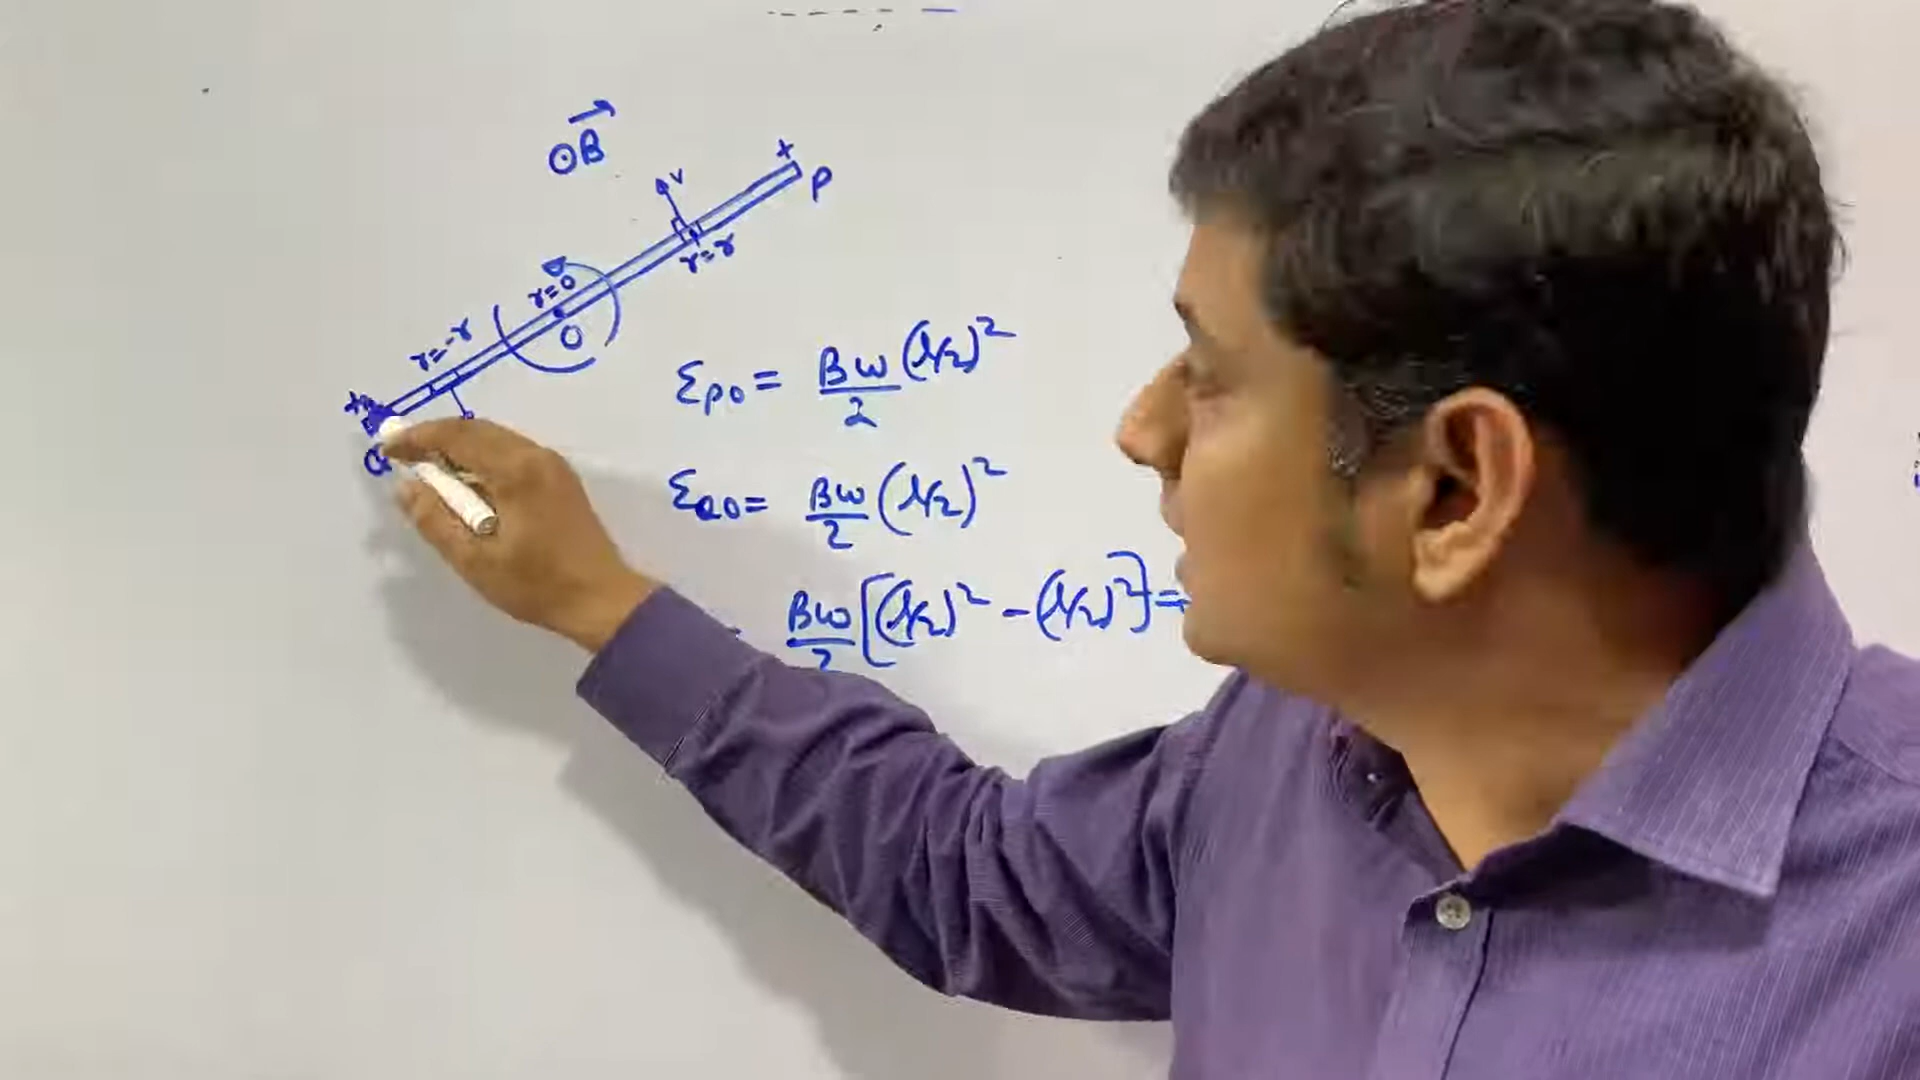 ⊙B⃗
+
P
v
r=r
r=0
O
r=-r
Q
ε_PO = Bω/2 (l/2)²
ε_QO = Bω/2 (l/2)²
Bω/2 [(l/2)² - (l/2)²] =